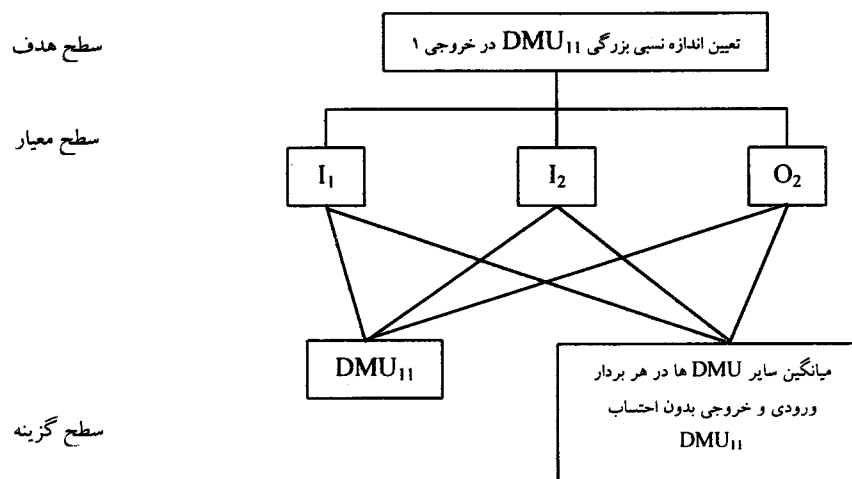 سطح هدف
تعیین اندازه نسبی بزرگی DMU₁₁ در خروجی ۱
سطح معیار
I₁
I₂
O₂
DMU₁₁
میانگین سایر DMU ها در هر بردار
ورودی و خروجی بدون احتساب
DMU₁₁
سطح گزینه